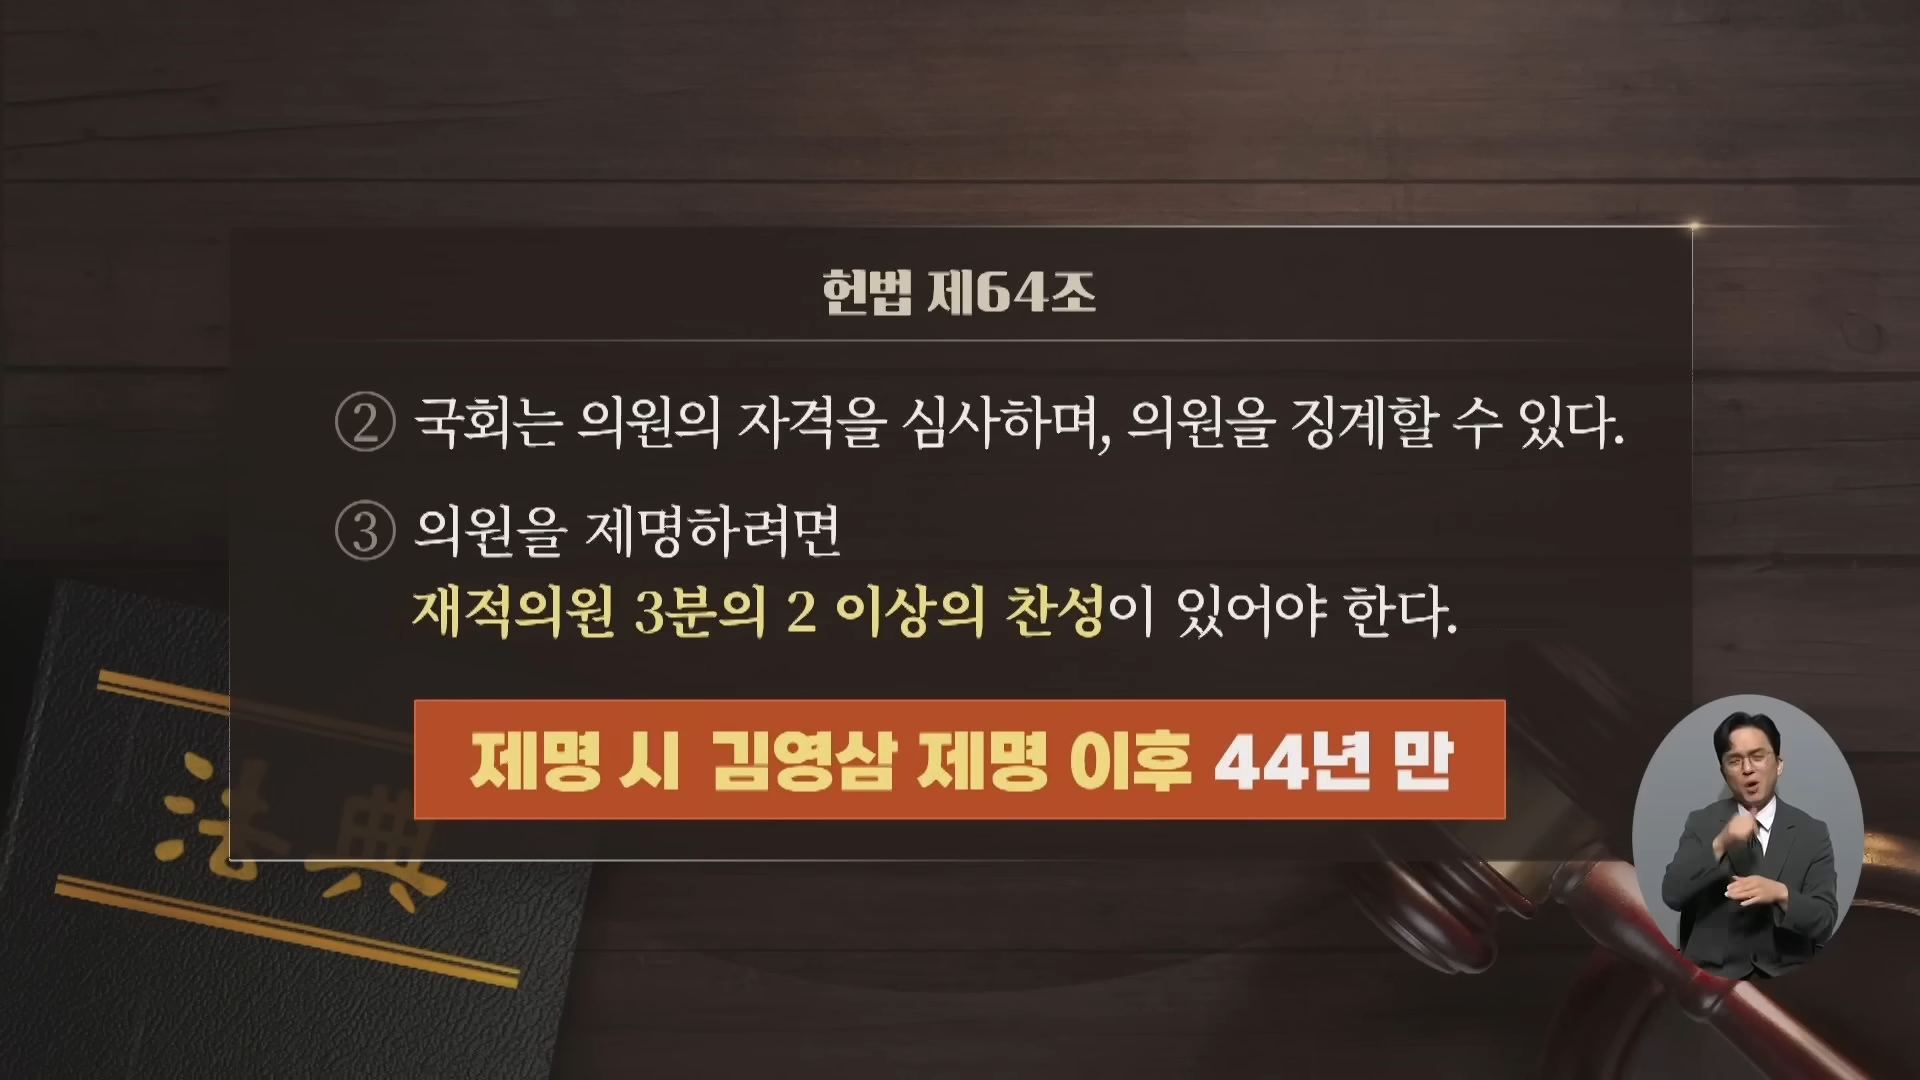 헌법 제64조
② 국회는 의원의 자격을 심사하며, 의원을 징계할 수 있다.
③ 의원을 제명하려면
재적의원 3분의 2 이상의 찬성이 있어야 한다.
제명 시 김영삼 제명 이후 44년 만
法典